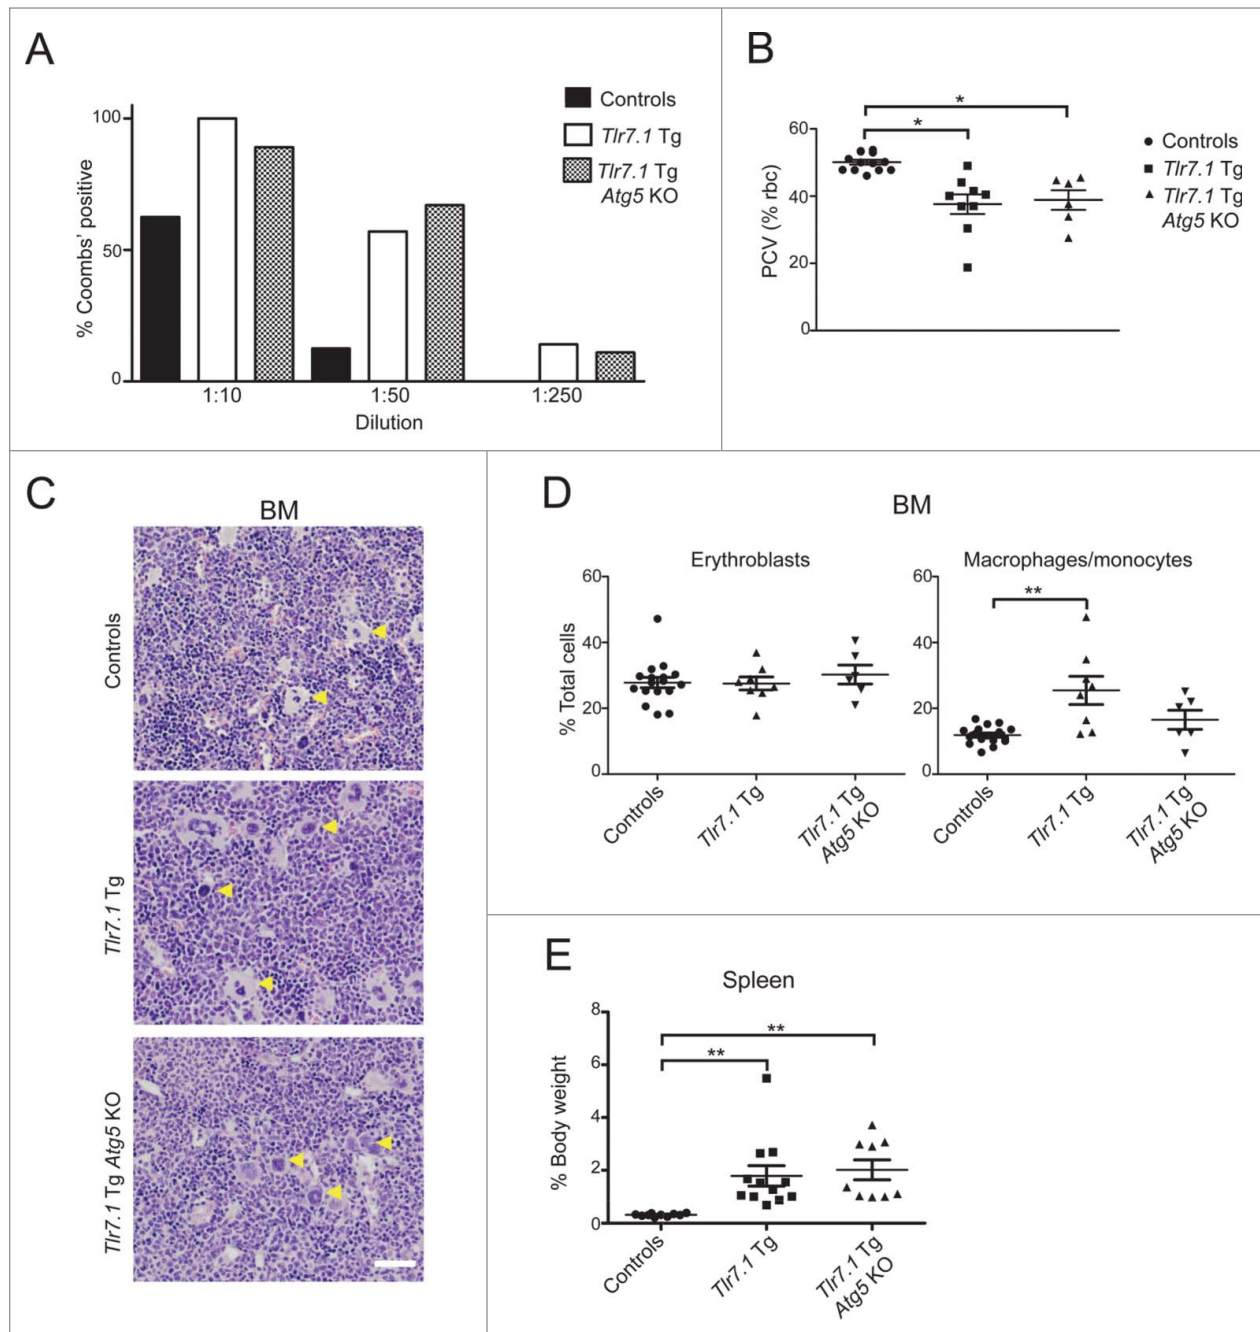 A
% Coombs' positive
100
50
0
1:10
1:50
1:250
Dilution
Controls
Tlr7.1 Tg
Tlr7.1 Tg
Atg5 KO
B
PCV (% rbc)
60
40
20
0
*
*
Controls
Tlr7.1 Tg
Tlr7.1 Tg
Atg5 KO
C
BM
Controls
Tlr7.1 Tg
Tlr7.1 Tg Atg5 KO
D
BM
Erythroblasts
% Total cells
60
40
20
0
Controls
Tlr7.1 Tg
Tlr7.1 Tg
Atg5 KO
Macrophages/monocytes
60
40
20
0
**
Controls
Tlr7.1 Tg
Tlr7.1 Tg
Atg5 KO
E
Spleen
% Body weight
8
6
4
2
0
**
**
Controls
Tlr7.1 Tg
Tlr7.1 Tg
Atg5 KO